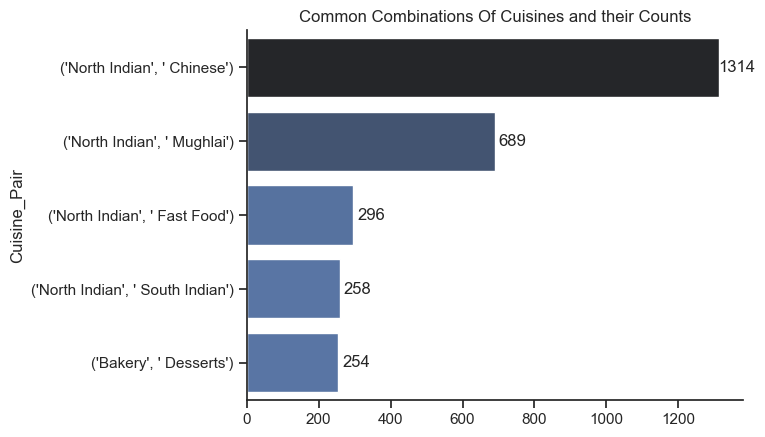 Common Combinations Of Cuisines and their Counts
('North Indian', ' Chinese')
1314
('North Indian', ' Mughlai')
689
('North Indian', ' Fast Food')
296
('North Indian', ' South Indian')
258
('Bakery', ' Desserts')
254
Cuisine_Pair
0 200 400 600 800 1000 1200